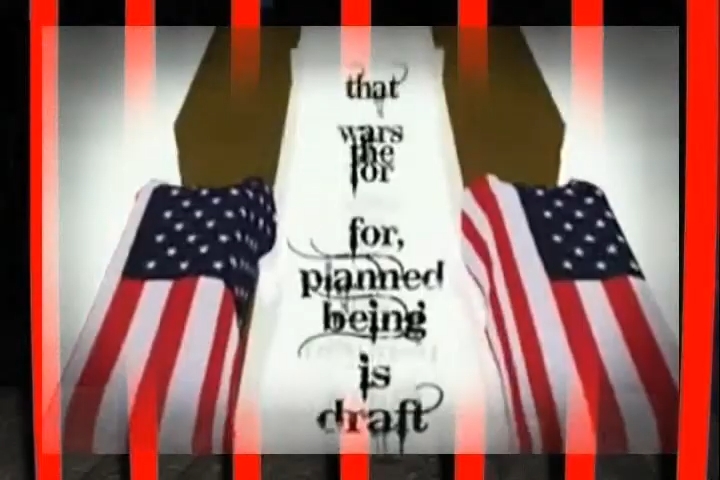 that
wars
the
for
for,
planned
being
is
draft